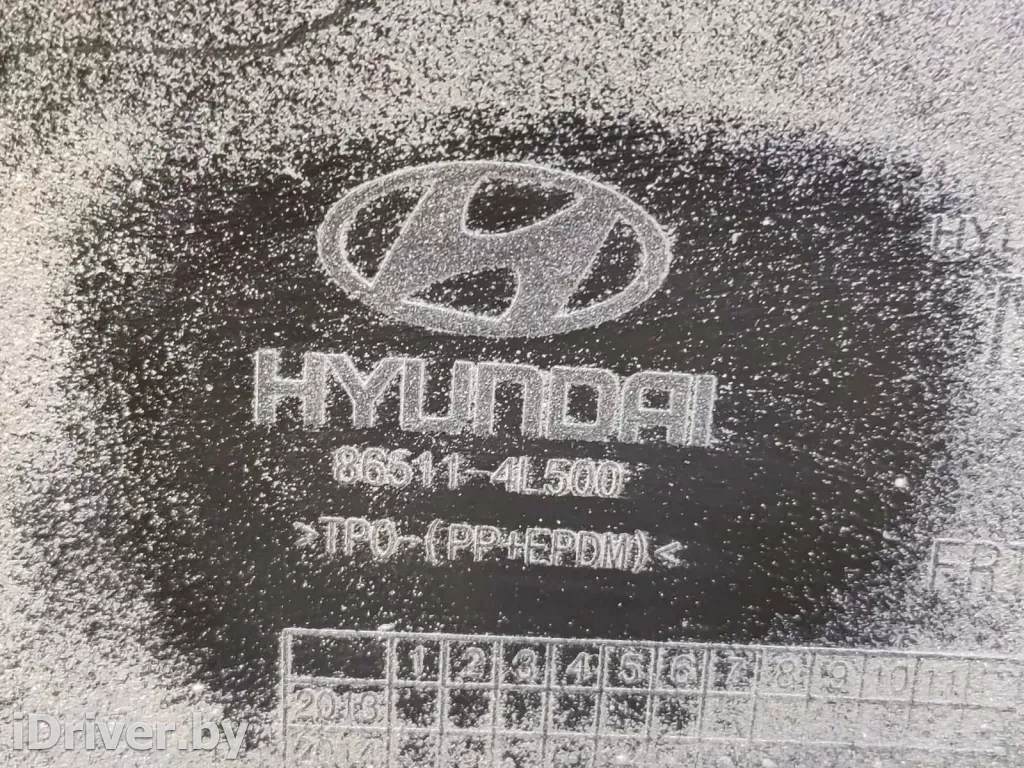 HYUNDAI
86511-4L500
>TPO-(PP+EPDM)<
FR
1 2 3 4 5 6 7 8 9 10 11
iDriver.by